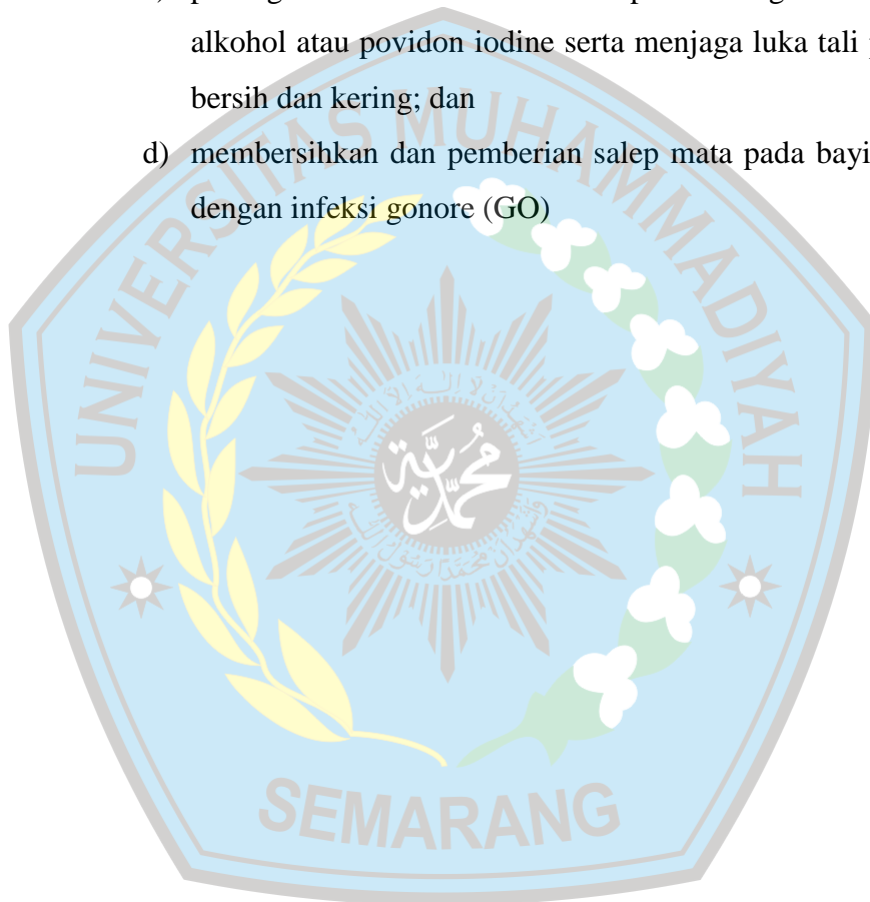 alkohol atau povidon iodine serta menjaga luka tali
bersih dan kering; dan
d) membersihkan dan pemberian salep mata pada bayi
dengan infeksi gonore (GO)
UNIVERSITAS MUHAMMADIYAH
محمدية
SEMARANG